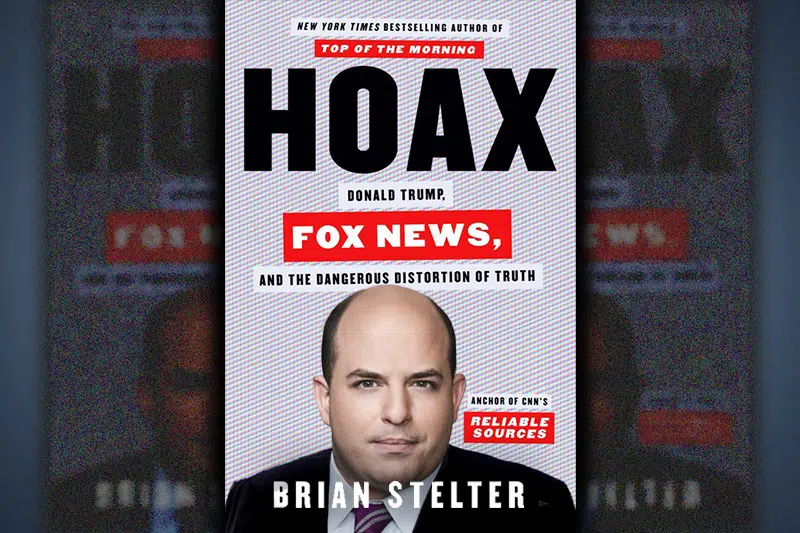 NEW YORK TIMES BESTSELLING AUTHOR OF
TOP OF THE MORNING
HOAX
DONALD TRUMP,
FOX NEWS,
AND THE DANGEROUS DISTORTION OF TRUTH
ANCHOR OF CNN'S
RELIABLE
SOURCES
BRIAN STELTER